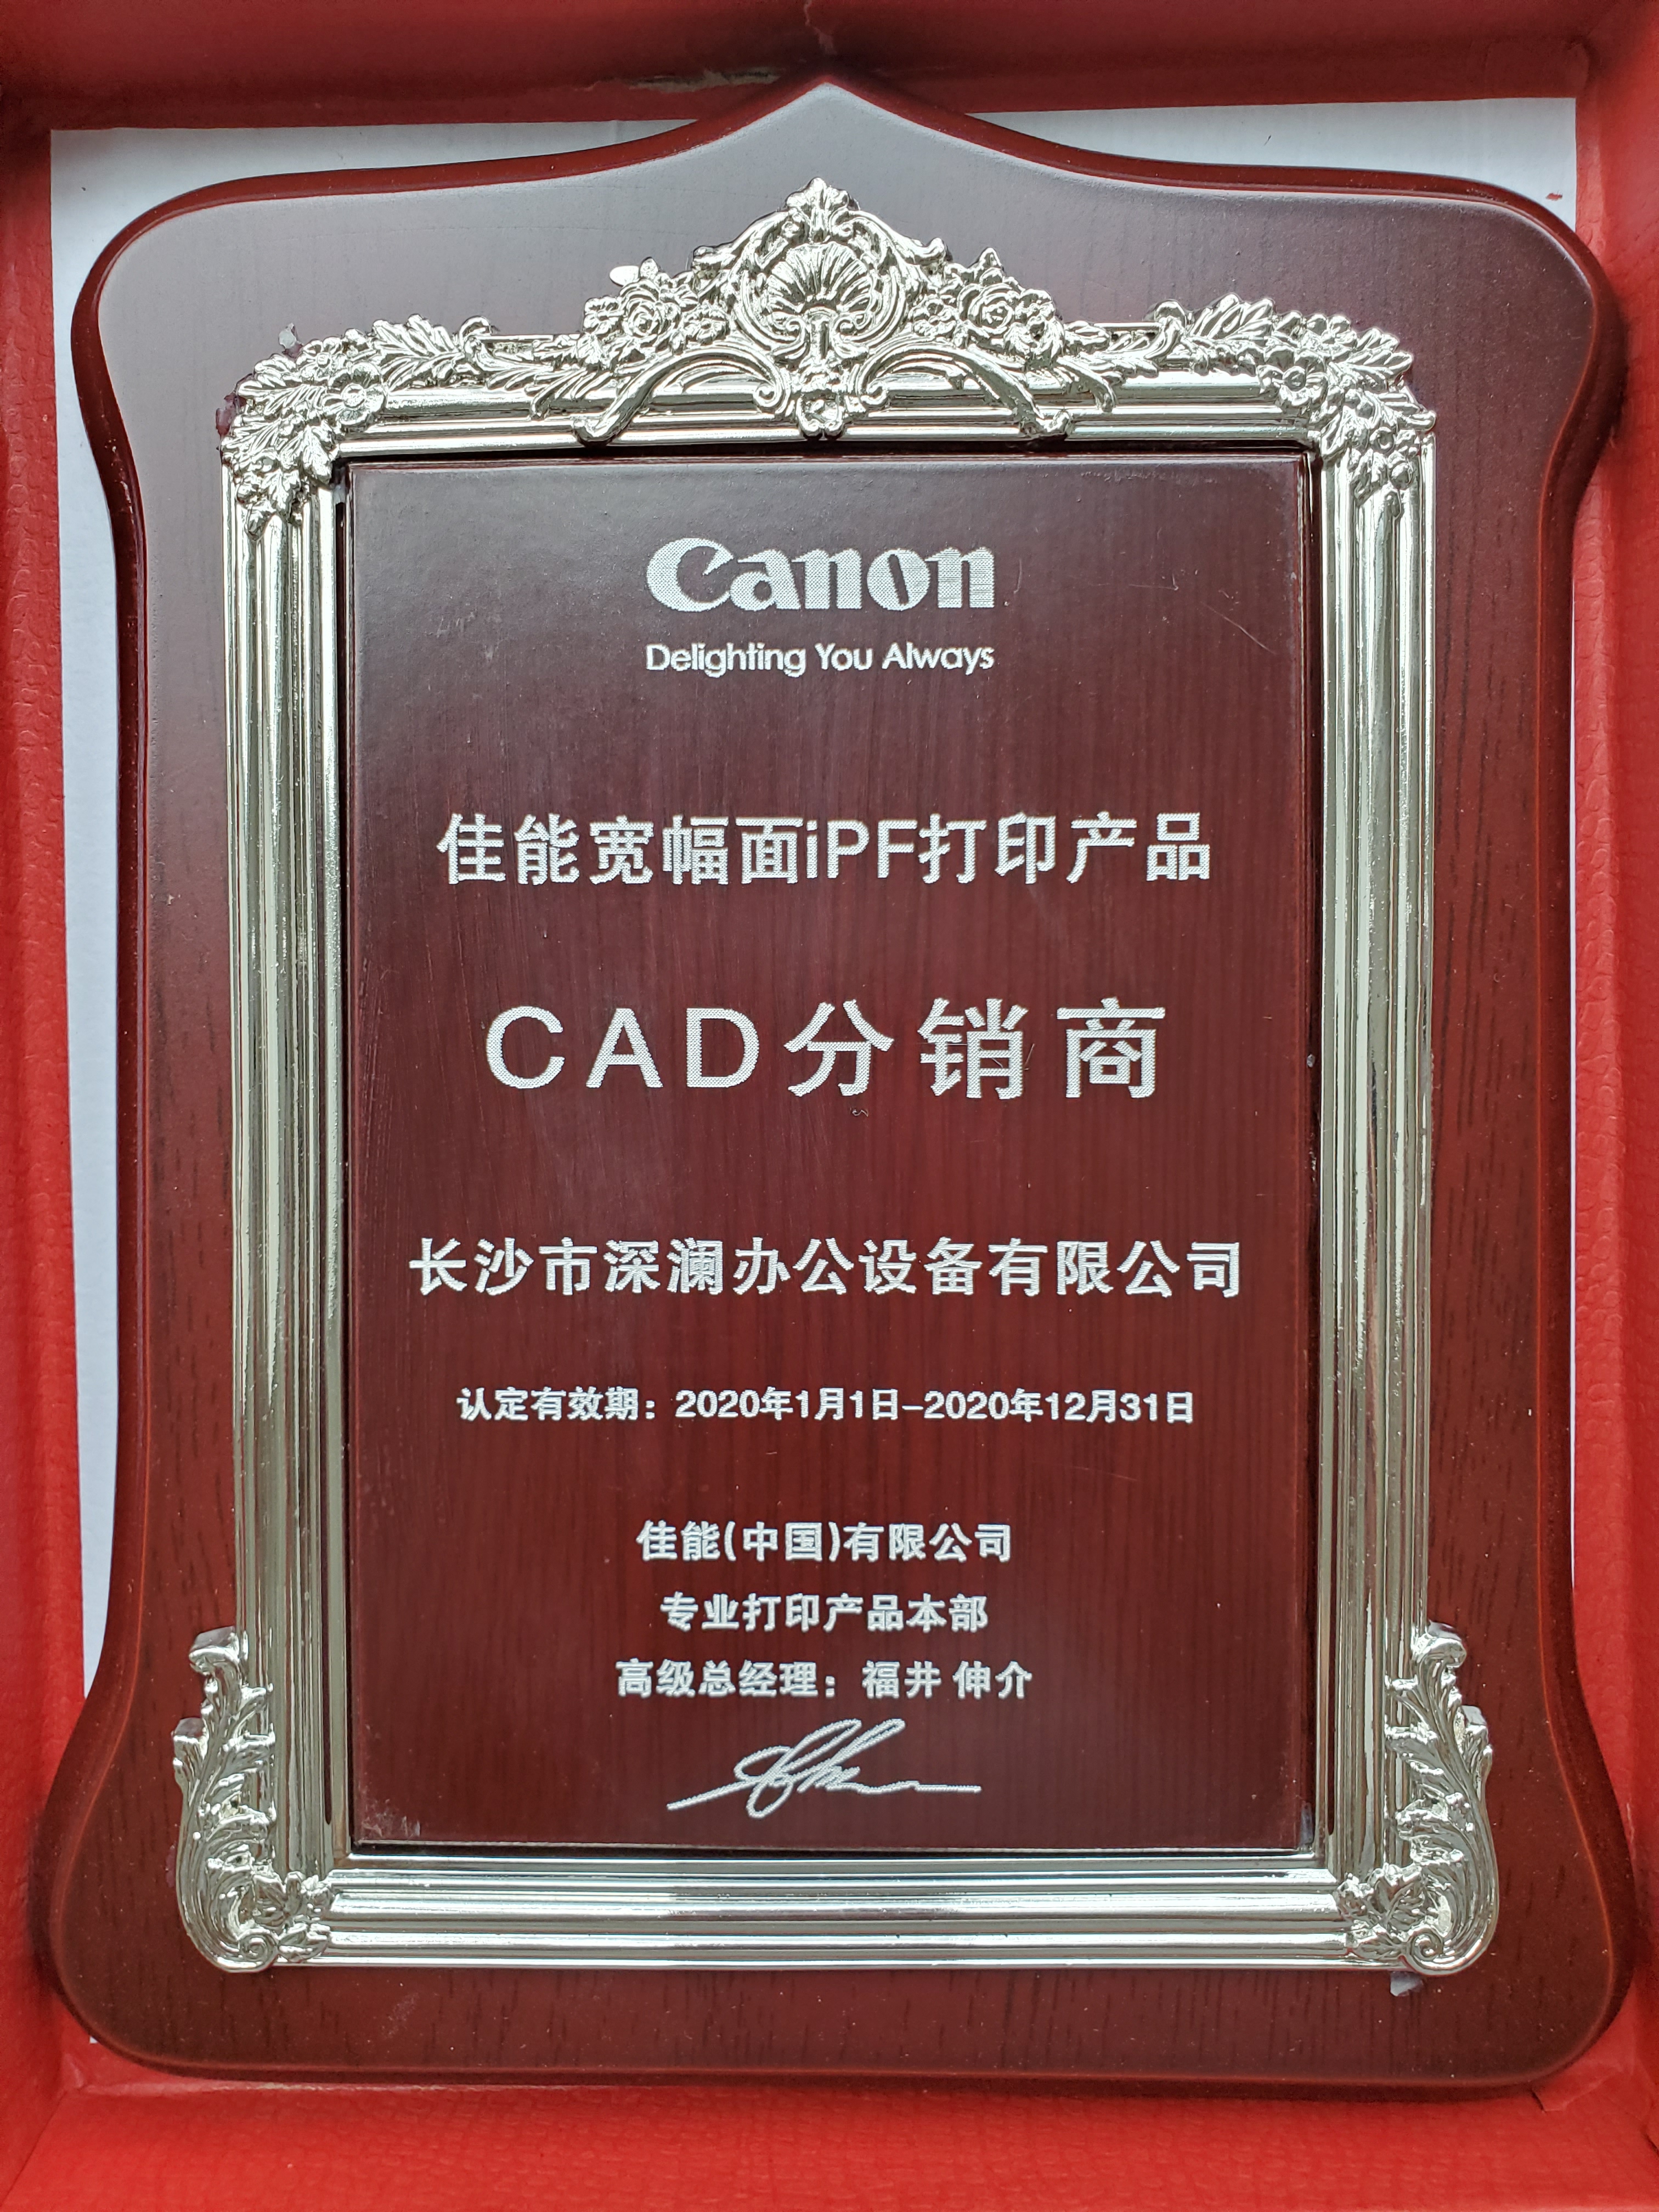 Canon
Delighting You Always
佳能宽幅面iPF打印产品
CAD分销商
长沙市深澜办公设备有限公司
认定有效期：2020年1月1日-2020年12月31日
佳能(中国)有限公司
专业打印产品本部
高级总经理：福井 伸介